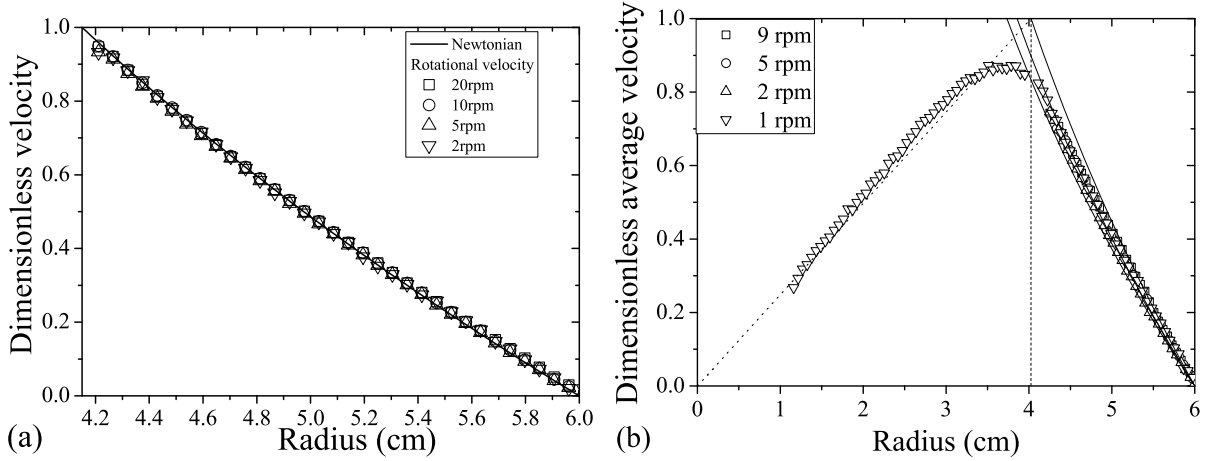 Dimensionless velocity
1.0
0.8
0.6
0.4
0.2
0.0
Newtonian
Rotational velocity
20rpm
10rpm
5rpm
2rpm
4.2 4.4 4.6 4.8 5.0 5.2 5.4 5.6 5.8 6.0
Radius (cm)
(a)
Dimensionless average velocity
1.0
0.8
0.6
0.4
0.2
0.0
9 rpm
5 rpm
2 rpm
1 rpm
0 1 2 3 4 5 6
Radius (cm)
(b)